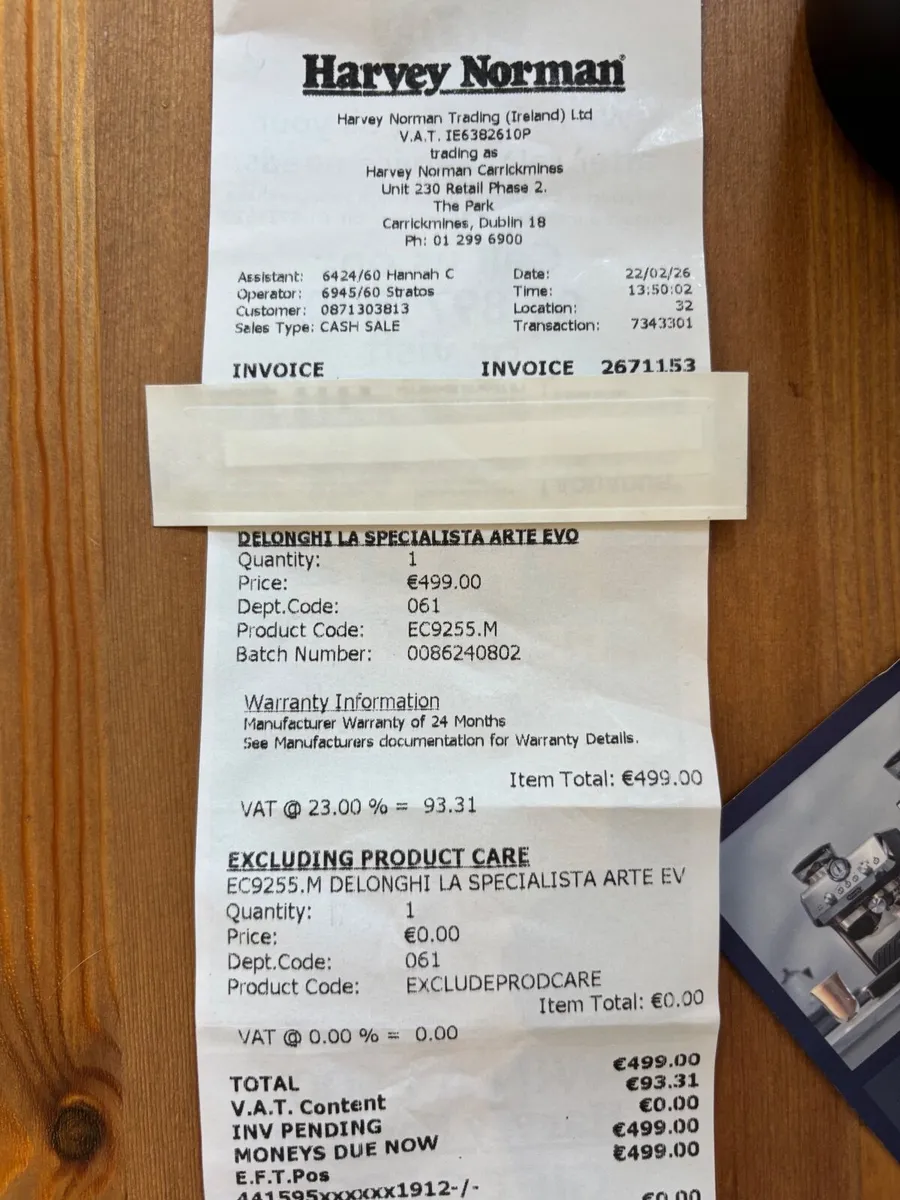 Harvey Norman
Harvey Norman Trading (Ireland) Ltd
V.A.T. IE6382610P
trading as
Harvey Norman Carrickmines
Unit 230 Retail Phase 2.
The Park
Carrickmines, Dublin 18
Ph: 01 299 6900
Assistant: 6424/60 Hannah C Date: 22/02/26
Operator: 6945/60 Stratos Time: 13:50:02
Customer: 0871303813 Location: 32
Sales Type: CASH SALE Transaction: 7343301
INVOICE INVOICE 2671153
DELONGHI LA SPECIALISTA ARTE EVO
Quantity: 1
Price: €499.00
Dept.Code: 061
Product Code: EC9255.M
Batch Number: 0086240802
Warranty Information
Manufacturer Warranty of 24 Months
See Manufacturers documentation for Warranty Details.
Item Total: €499.00
VAT @ 23.00 % = 93.31
EXCLUDING PRODUCT CARE
EC9255.M DELONGHI LA SPECIALISTA ARTE EV
Quantity: 1
Price: €0.00
Dept.Code: 061
Product Code: EXCLUDEPRODCARE
Item Total: €0.00
VAT @ 0.00 % = 0.00
TOTAL €499.00
V.A.T. Content €93.31
INV PENDING €0.00
MONEYS DUE NOW €499.00
E.F.T.Pos €499.00
441595xxxxxx1912-/-
€0.00